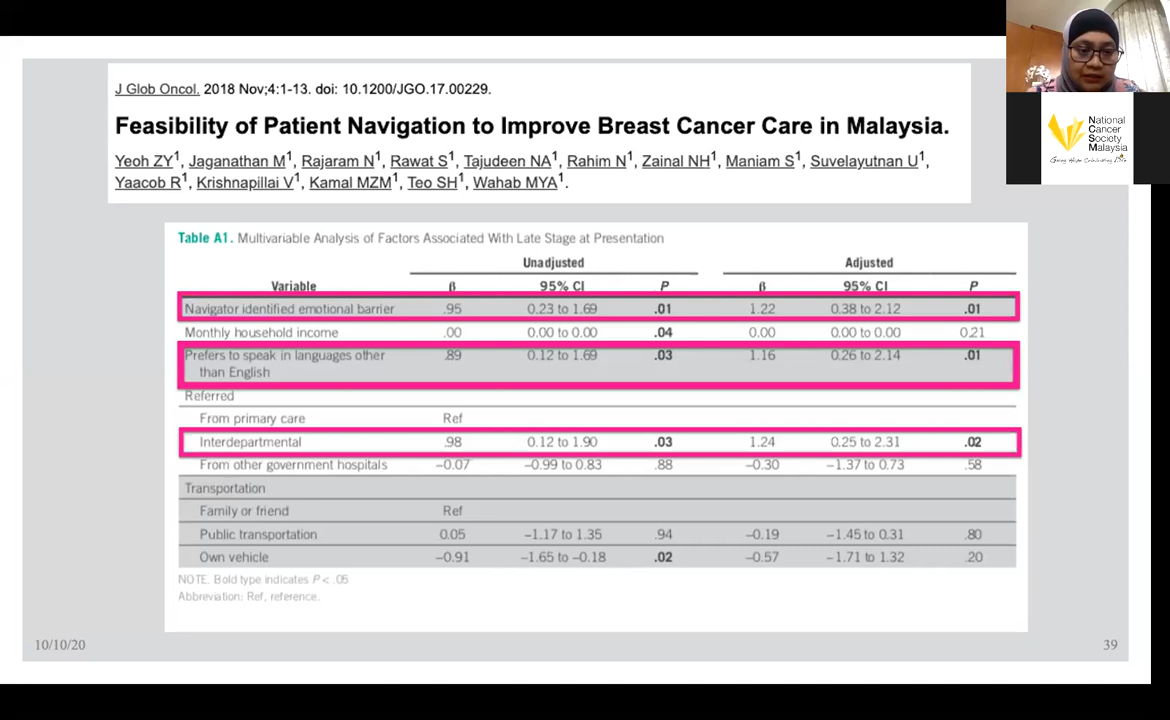 J Glob Oncol. 2018 Nov;4:1-13. doi: 10.1200/JGO.17.00229.
Feasibility of Patient Navigation to Improve Breast Cancer Care in Malaysia.
Yeoh ZY1, Jaganathan M1, Rajaram N1, Rawat S1, Tajudeen NA1, Rahim N1, Zainal NH1, Maniam S1, Suvelayutnan U1,
Yaacob R1, Krishnapillai V1, Kamal MZM1, Teo SH1, Wahab MYA1.
National
Cancer
Society
Malaysia
Table A1. Multivariable Analysis of Factors Associated With Late Stage at Presentation
Unadjusted Adjusted
Variable β 95% CI P β 95% CI P
Navigator identified emotional barrier .95 0.23 to 1.69 .01 1.22 0.38 to 2.12 .01
Monthly household income .00 0.00 to 0.00 .04 0.00 0.00 to 0.00 0.21
Prefers to speak in languages other .89 0.12 to 1.69 .03 1.16 0.26 to 2.14 .01
than English
Referred
From primary care Ref
Interdepartmental .98 0.12 to 1.90 .03 1.24 0.25 to 2.31 .02
From other government hospitals −0.07 −0.99 to 0.83 .88 −0.30 −1.37 to 0.73 .58
Transportation
Family or friend Ref
Public transportation 0.05 −1.17 to 1.35 .94 −0.19 −1.45 to 0.31 .80
Own vehicle −0.91 −1.65 to −0.18 .02 −0.57 −1.71 to 1.32 .20
NOTE. Bold type indicates P < .05
Abbreviation: Ref, reference.
10/10/20 39